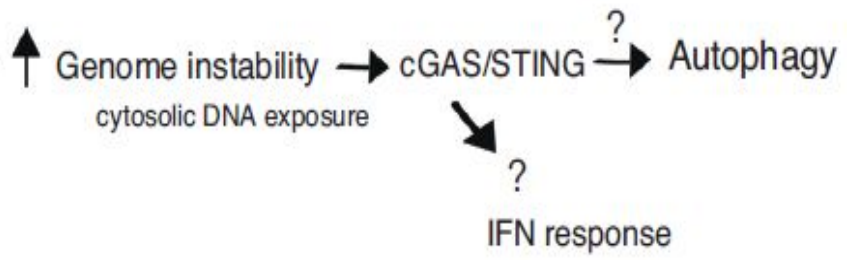 ?
Genome instability cGAS/STING Autophagy
cytosolic DNA exposure
?
IFN response